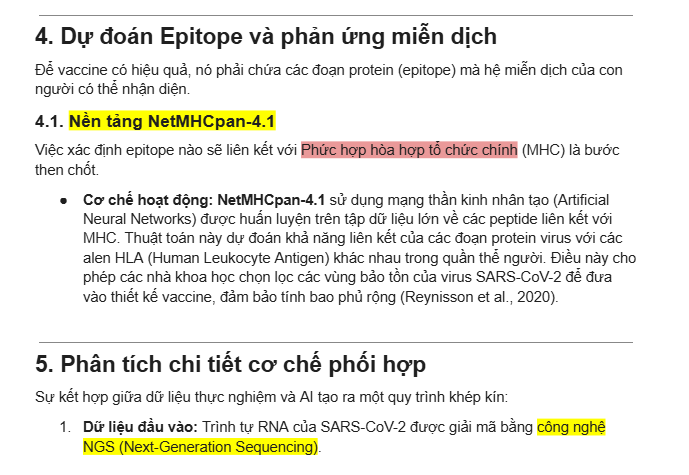 4. Dự đoán Epitope và phản ứng miễn dịch
Để vaccine có hiệu quả, nó phải chứa các đoạn protein (epitope) mà hệ miễn dịch của con
người có thể nhận diện.
4.1. Nền tảng NetMHCpan-4.1
Việc xác định epitope nào sẽ liên kết với Phức hợp hòa hợp tổ chức chính (MHC) là bước
then chốt.
● Cơ chế hoạt động: NetMHCpan-4.1 sử dụng mạng thần kinh nhân tạo (Artificial
Neural Networks) được huấn luyện trên tập dữ liệu lớn về các peptide liên kết với
MHC. Thuật toán này dự đoán khả năng liên kết của các đoạn protein virus với các
alen HLA (Human Leukocyte Antigen) khác nhau trong quần thể người. Điều này cho
phép các nhà khoa học chọn lọc các vùng bảo tồn của virus SARS-CoV-2 để đưa
vào thiết kế vaccine, đảm bảo tính bao phủ rộng (Reynisson et al., 2020).
5. Phân tích chi tiết cơ chế phối hợp
Sự kết hợp giữa dữ liệu thực nghiệm và AI tạo ra một quy trình khép kín:
1. Dữ liệu đầu vào: Trình tự RNA của SARS-CoV-2 được giải mã bằng công nghệ
NGS (Next-Generation Sequencing).